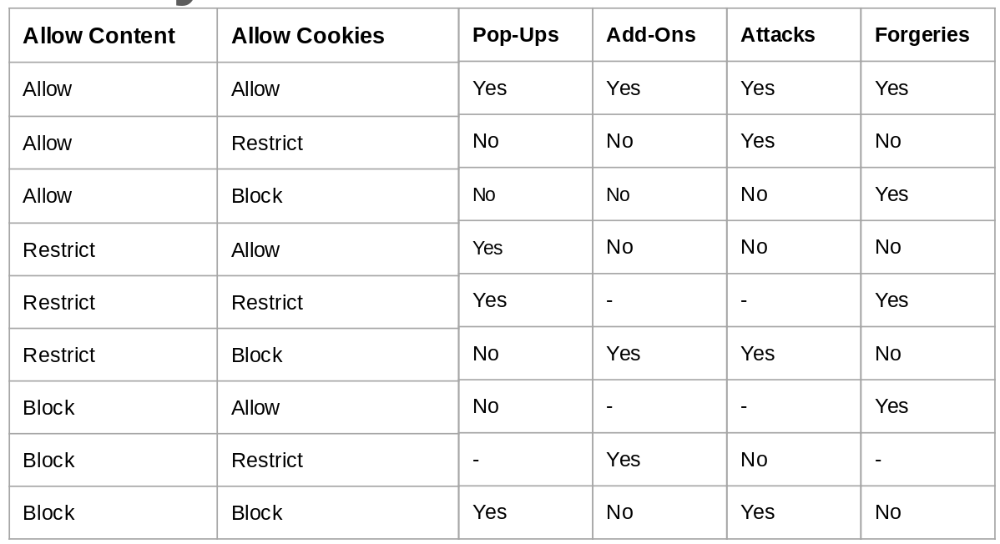 Allow Content Allow Cookies Pop-Ups Add-Ons Attacks Forgeries
Allow Allow Yes Yes Yes Yes
Allow Restrict No No Yes No
Allow Block No No No Yes
Restrict Allow Yes No No No
Restrict Restrict Yes - - Yes
Restrict Block No Yes Yes No
Block Allow No - - Yes
Block Restrict - Yes No -
Block Block Yes No Yes No